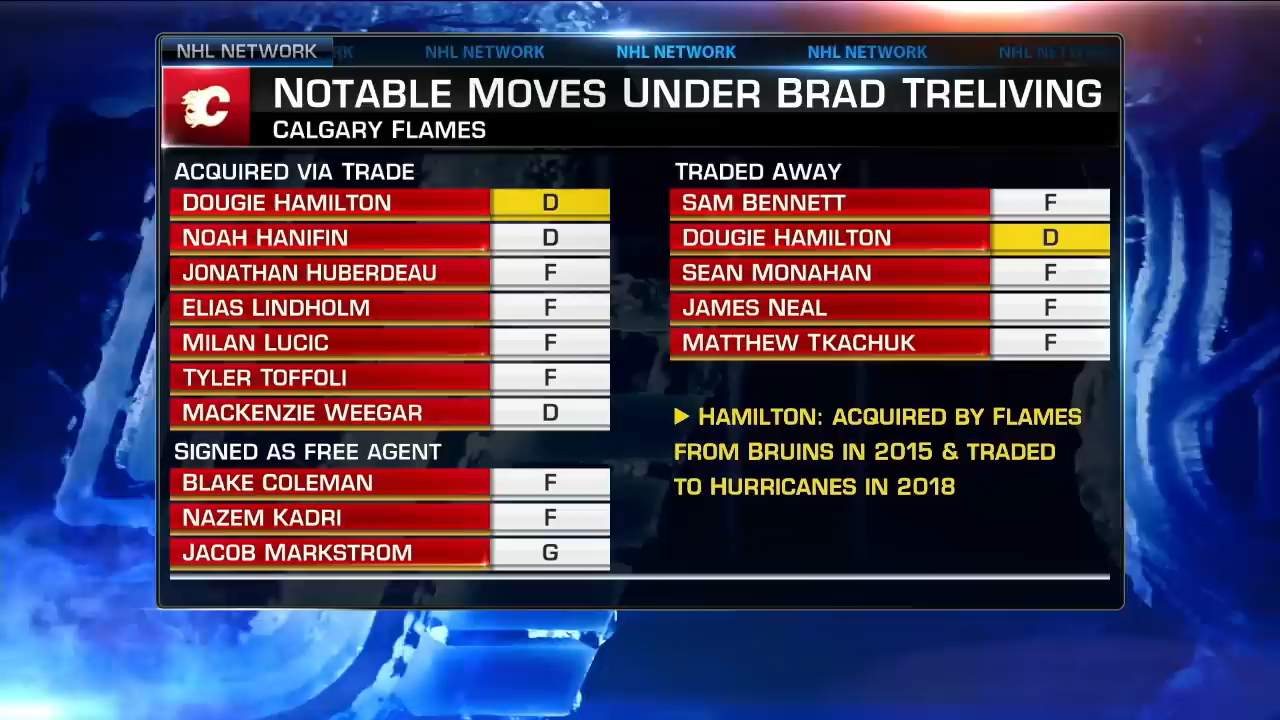 NHL NETWORK NHL NETWORK NHL NETWORK NHL NETWORK NHL NETWORK
NOTABLE MOVES UNDER BRAD TRELIVING
CALGARY FLAMES
ACQUIRED VIA TRADE
DOUGIE HAMILTON D
NOAH HANIFIN D
JONATHAN HUBERDEAU F
ELIAS LINDHOLM F
MILAN LUCIC F
TYLER TOFFOLI F
MACKENZIE WEEGAR D
SIGNED AS FREE AGENT
BLAKE COLEMAN F
NAZEM KADRI F
JACOB MARKSTROM G
TRADED AWAY
SAM BENNETT F
DOUGIE HAMILTON D
SEAN MONAHAN F
JAMES NEAL F
MATTHEW TKACHUK F
▶ HAMILTON: ACQUIRED BY FLAMES
FROM BRUINS IN 2015 & TRADED
TO HURRICANES IN 2018